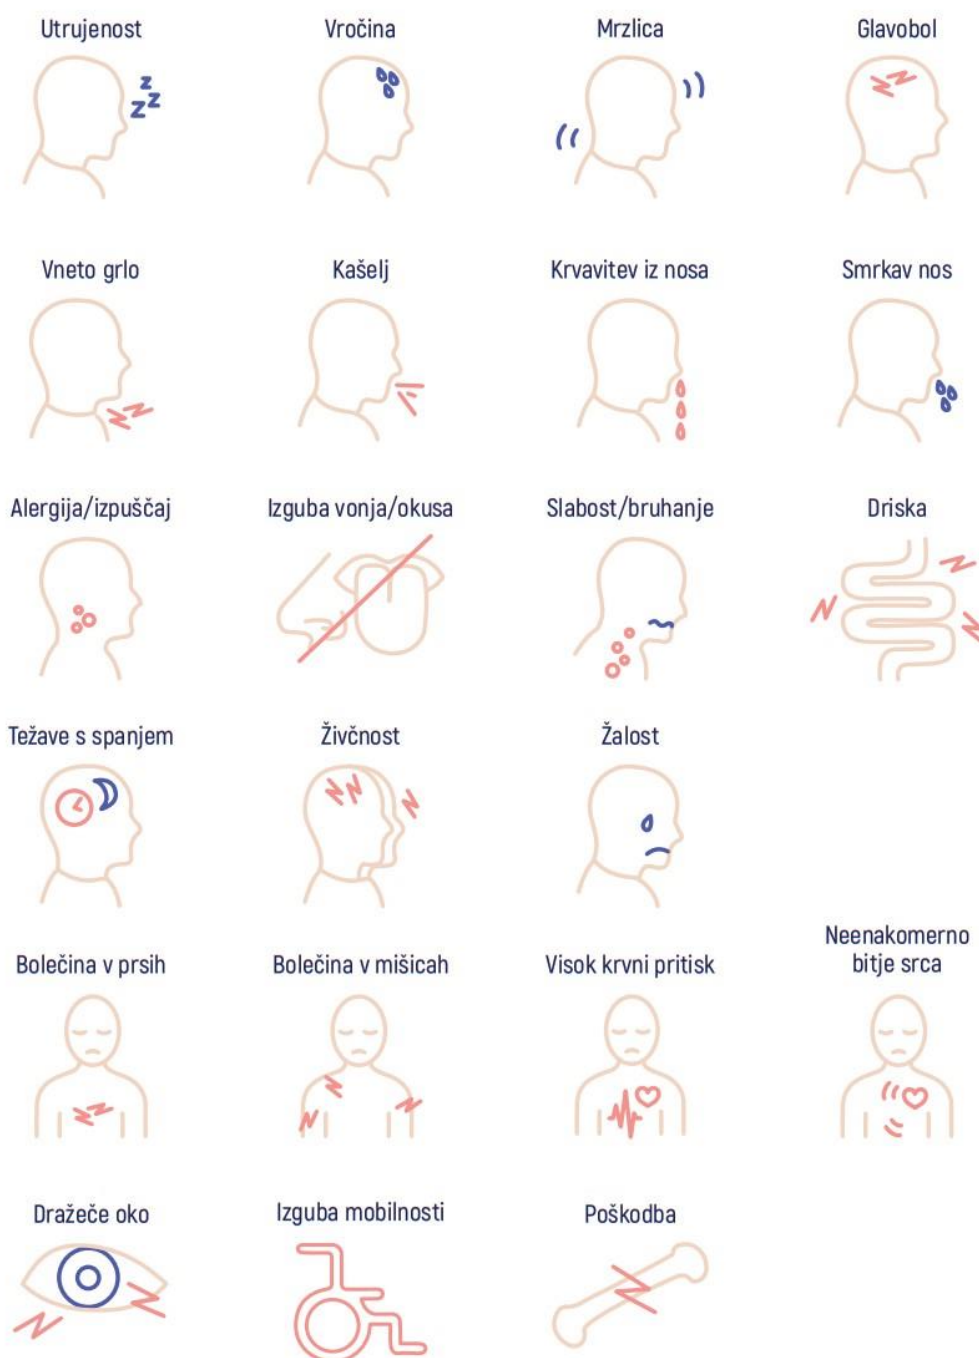 Utrujenost
Vročina
Mrzlica
Glavobol
Vneto grlo
Kašelj
Krvavitev iz nosa
Smrkav nos
Alergija/izpuščaj
Izguba vonja/okusa
Slabost/bruhanje
Driska
Težave s spanjem
Živčnost
Žalost
Bolečina v prsih
Bolečina v mišicah
Visok krvni pritisk
Neenakomerno
bitje srca
Dražeče oko
Izguba mobilnosti
Poškodba